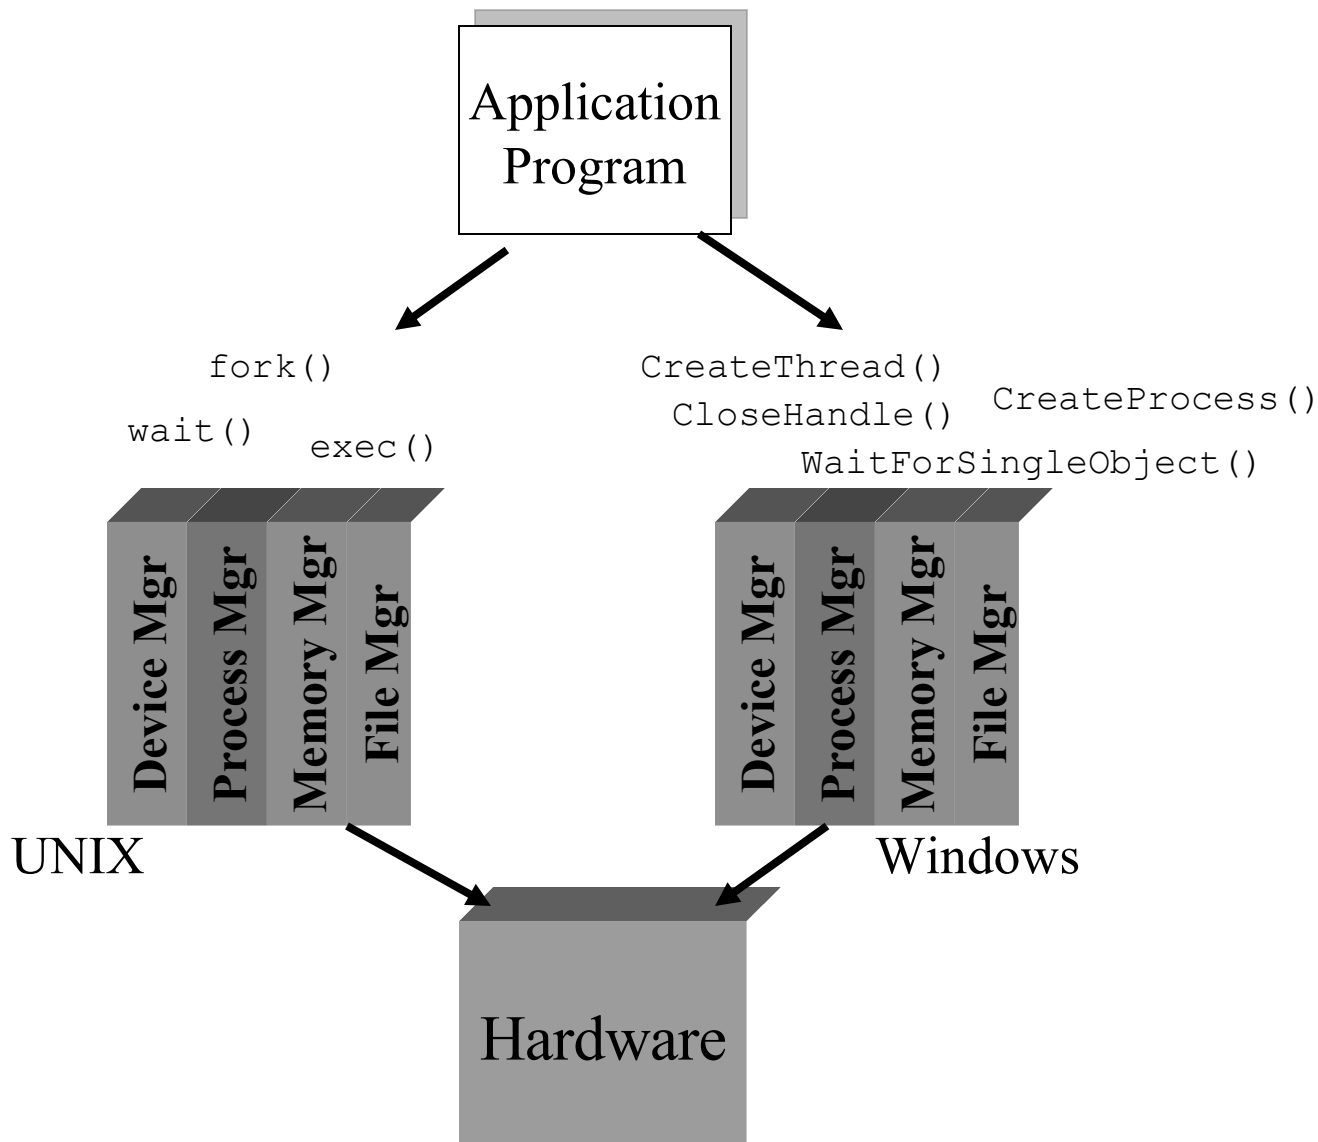 Application
Program
fork()
wait()
exec()
CreateThread()
CreateProcess()
CloseHandle()
WaitForSingleObject()
Device Mgr
Process Mgr
Memory Mgr
File Mgr
Device Mgr
Process Mgr
Memory Mgr
File Mgr
UNIX
Windows
Hardware